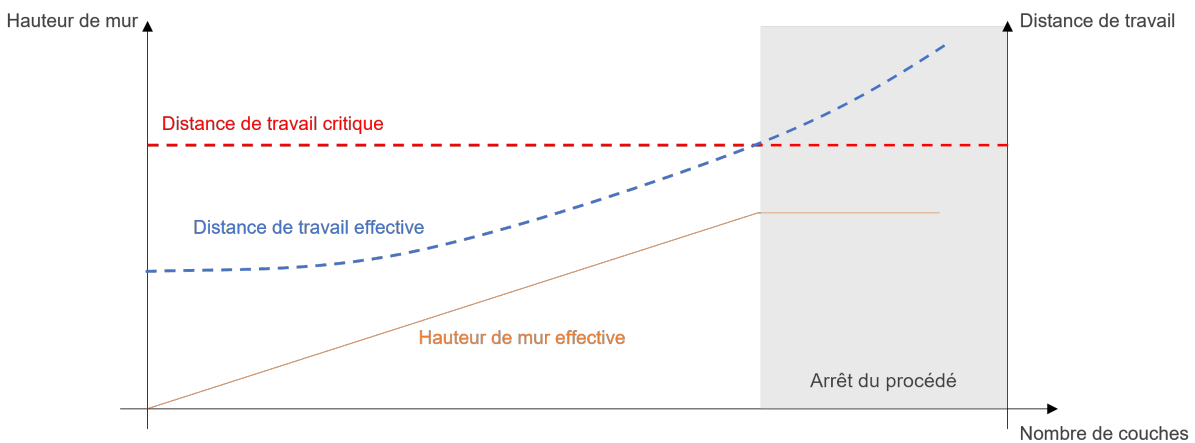 Hauteur de mur
Distance de travail
Distance de travail critique
Distance de travail effective
Hauteur de mur effective
Arrêt du procédé
Nombre de couches